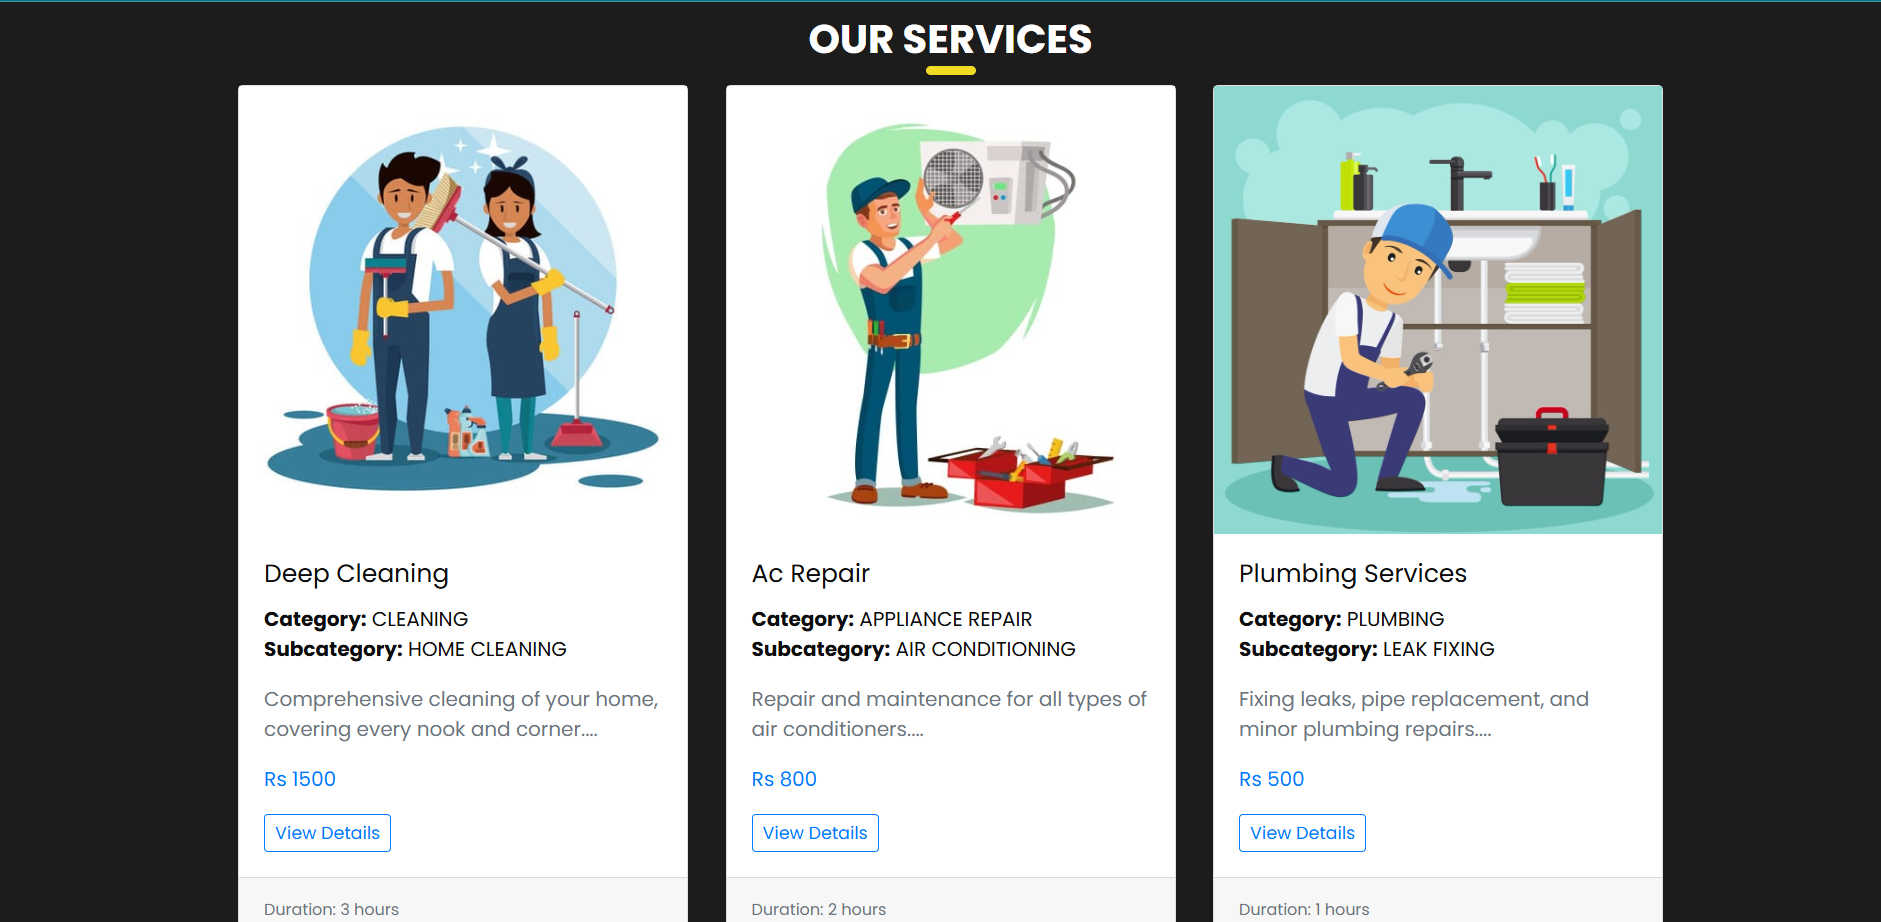 OUR SERVICES
Deep Cleaning
Category: CLEANING
Subcategory: HOME CLEANING
Comprehensive cleaning of your home,
covering every nook and corner....
Rs 1500
View Details
Duration: 3 hours
Ac Repair
Category: APPLIANCE REPAIR
Subcategory: AIR CONDITIONING
Repair and maintenance for all types of
air conditioners....
Rs 800
View Details
Duration: 2 hours
Plumbing Services
Category: PLUMBING
Subcategory: LEAK FIXING
Fixing leaks, pipe replacement, and
minor plumbing repairs....
Rs 500
View Details
Duration: 1 hours